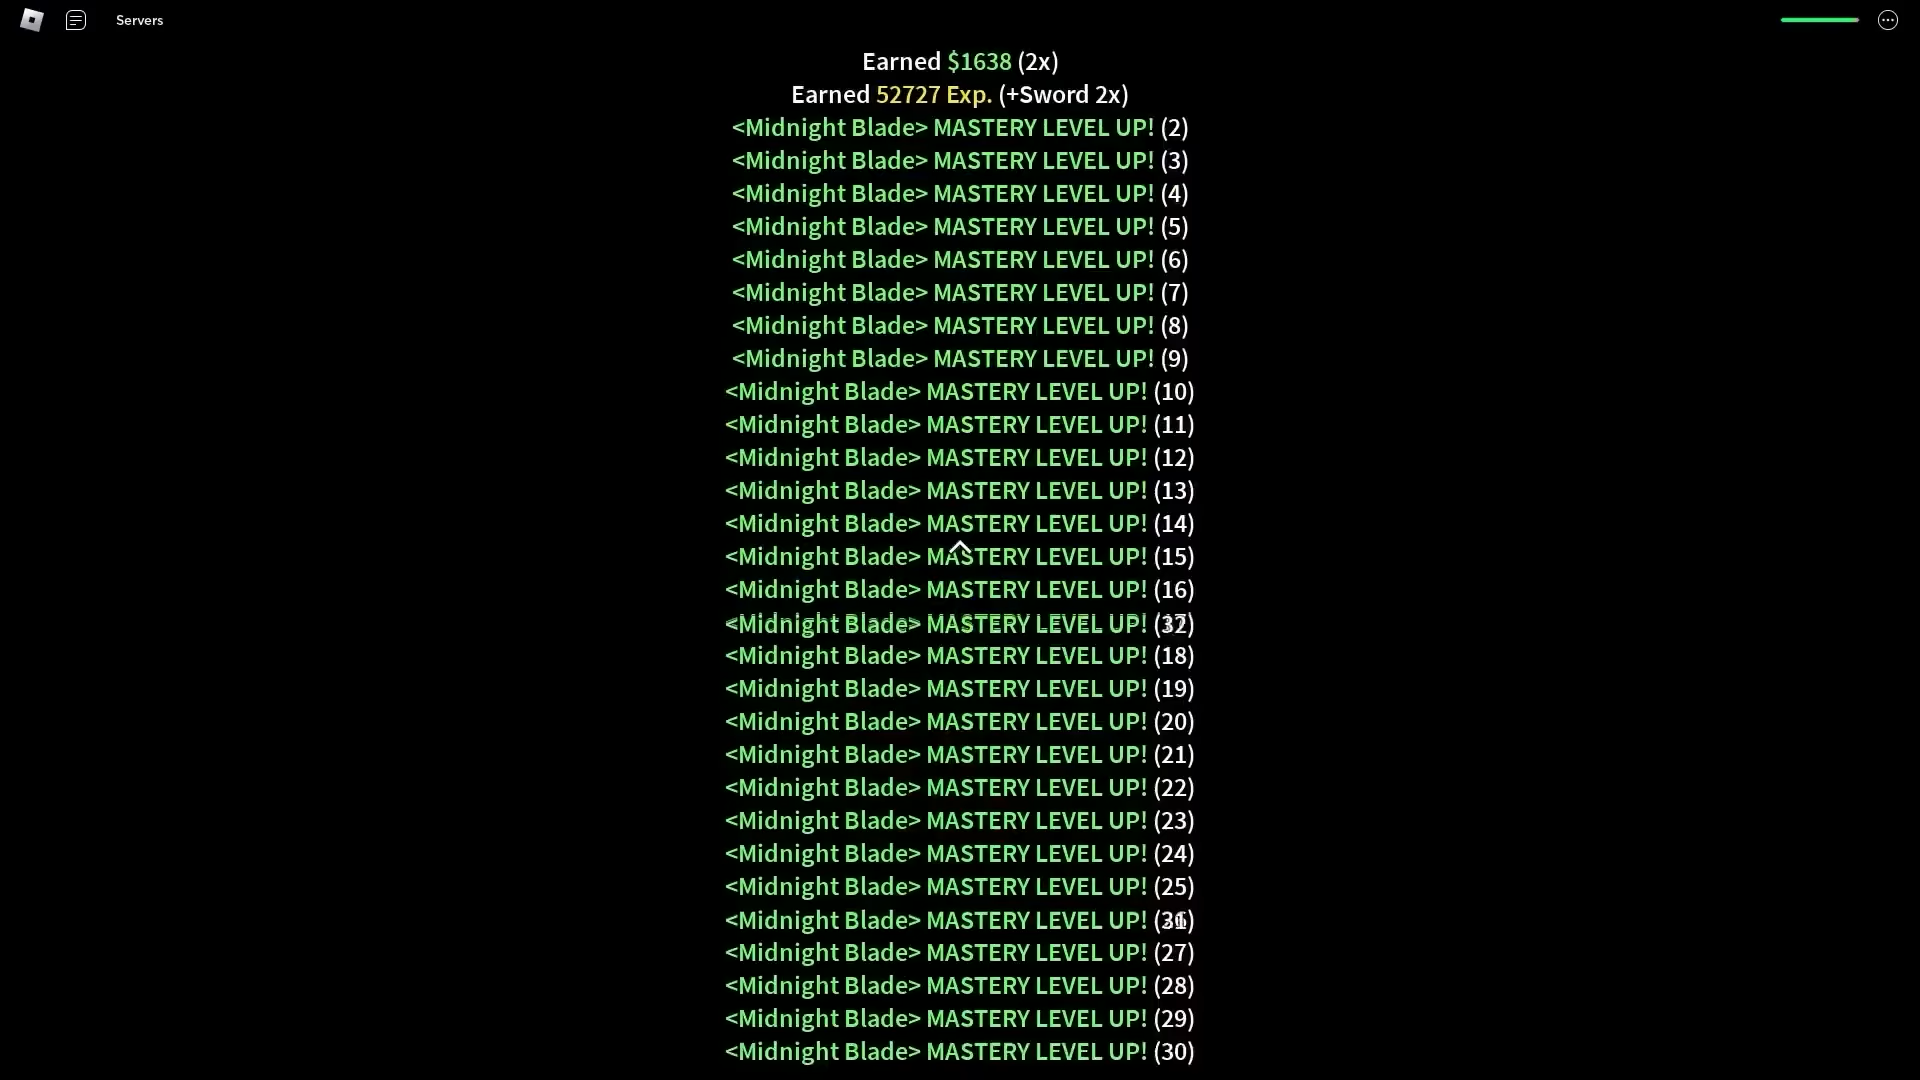 Servers
Earned $1638 (2x)
Earned 52727 Exp. (+Sword 2x)
<Midnight Blade> MASTERY LEVEL UP! (2)
<Midnight Blade> MASTERY LEVEL UP! (3)
<Midnight Blade> MASTERY LEVEL UP! (4)
<Midnight Blade> MASTERY LEVEL UP! (5)
<Midnight Blade> MASTERY LEVEL UP! (6)
<Midnight Blade> MASTERY LEVEL UP! (7)
<Midnight Blade> MASTERY LEVEL UP! (8)
<Midnight Blade> MASTERY LEVEL UP! (9)
<Midnight Blade> MASTERY LEVEL UP! (10)
<Midnight Blade> MASTERY LEVEL UP! (11)
<Midnight Blade> MASTERY LEVEL UP! (12)
<Midnight Blade> MASTERY LEVEL UP! (13)
<Midnight Blade> MASTERY LEVEL UP! (14)
<Midnight Blade> MASTERY LEVEL UP! (15)
<Midnight Blade> MASTERY LEVEL UP! (16)
<Midnight Blade> MASTERY LEVEL UP! (32)
<Midnight Blade> MASTERY LEVEL UP! (18)
<Midnight Blade> MASTERY LEVEL UP! (19)
<Midnight Blade> MASTERY LEVEL UP! (20)
<Midnight Blade> MASTERY LEVEL UP! (21)
<Midnight Blade> MASTERY LEVEL UP! (22)
<Midnight Blade> MASTERY LEVEL UP! (23)
<Midnight Blade> MASTERY LEVEL UP! (24)
<Midnight Blade> MASTERY LEVEL UP! (25)
<Midnight Blade> MASTERY LEVEL UP! (31)
<Midnight Blade> MASTERY LEVEL UP! (27)
<Midnight Blade> MASTERY LEVEL UP! (28)
<Midnight Blade> MASTERY LEVEL UP! (29)
<Midnight Blade> MASTERY LEVEL UP! (30)